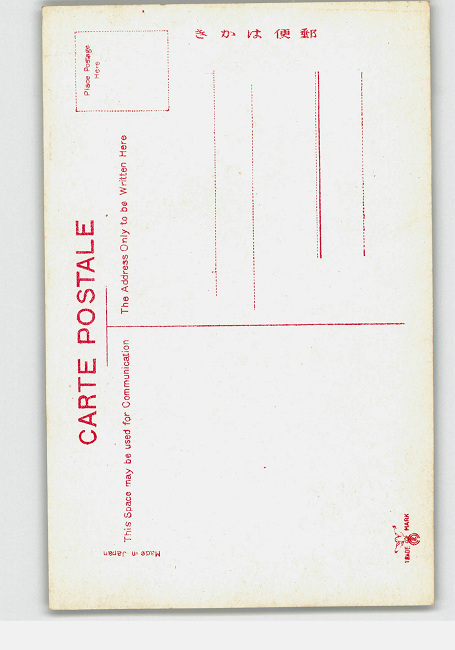 きかは便郵
Place Postage
Here
CARTE POSTALE
This Space may be used for Communication
The Address Only to be Written Here
Made in Japan
TRADE MARK